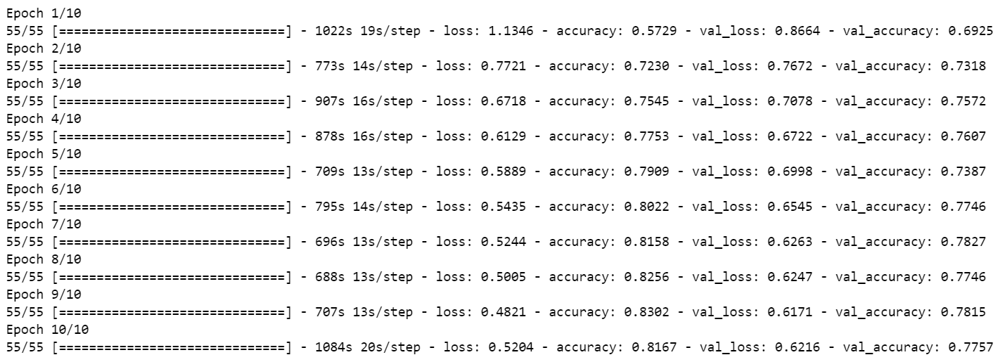 Epoch 1/10
55/55 [==============================] - 1022s 19s/step - loss: 1.1346 - accuracy: 0.5729 - val_loss: 0.8664 - val_accuracy: 0.6925
Epoch 2/10
55/55 [==============================] - 773s 14s/step - loss: 0.7721 - accuracy: 0.7230 - val_loss: 0.7672 - val_accuracy: 0.7318
Epoch 3/10
55/55 [==============================] - 907s 16s/step - loss: 0.6718 - accuracy: 0.7545 - val_loss: 0.7078 - val_accuracy: 0.7572
Epoch 4/10
55/55 [==============================] - 878s 16s/step - loss: 0.6129 - accuracy: 0.7753 - val_loss: 0.6722 - val_accuracy: 0.7607
Epoch 5/10
55/55 [==============================] - 709s 13s/step - loss: 0.5889 - accuracy: 0.7909 - val_loss: 0.6998 - val_accuracy: 0.7387
Epoch 6/10
55/55 [==============================] - 795s 14s/step - loss: 0.5435 - accuracy: 0.8022 - val_loss: 0.6545 - val_accuracy: 0.7746
Epoch 7/10
55/55 [==============================] - 696s 13s/step - loss: 0.5244 - accuracy: 0.8158 - val_loss: 0.6263 - val_accuracy: 0.7827
Epoch 8/10
55/55 [==============================] - 688s 13s/step - loss: 0.5005 - accuracy: 0.8256 - val_loss: 0.6247 - val_accuracy: 0.7746
Epoch 9/10
55/55 [==============================] - 707s 13s/step - loss: 0.4821 - accuracy: 0.8302 - val_loss: 0.6171 - val_accuracy: 0.7815
Epoch 10/10
55/55 [==============================] - 1084s 20s/step - loss: 0.5204 - accuracy: 0.8167 - val_loss: 0.6216 - val_accuracy: 0.7757